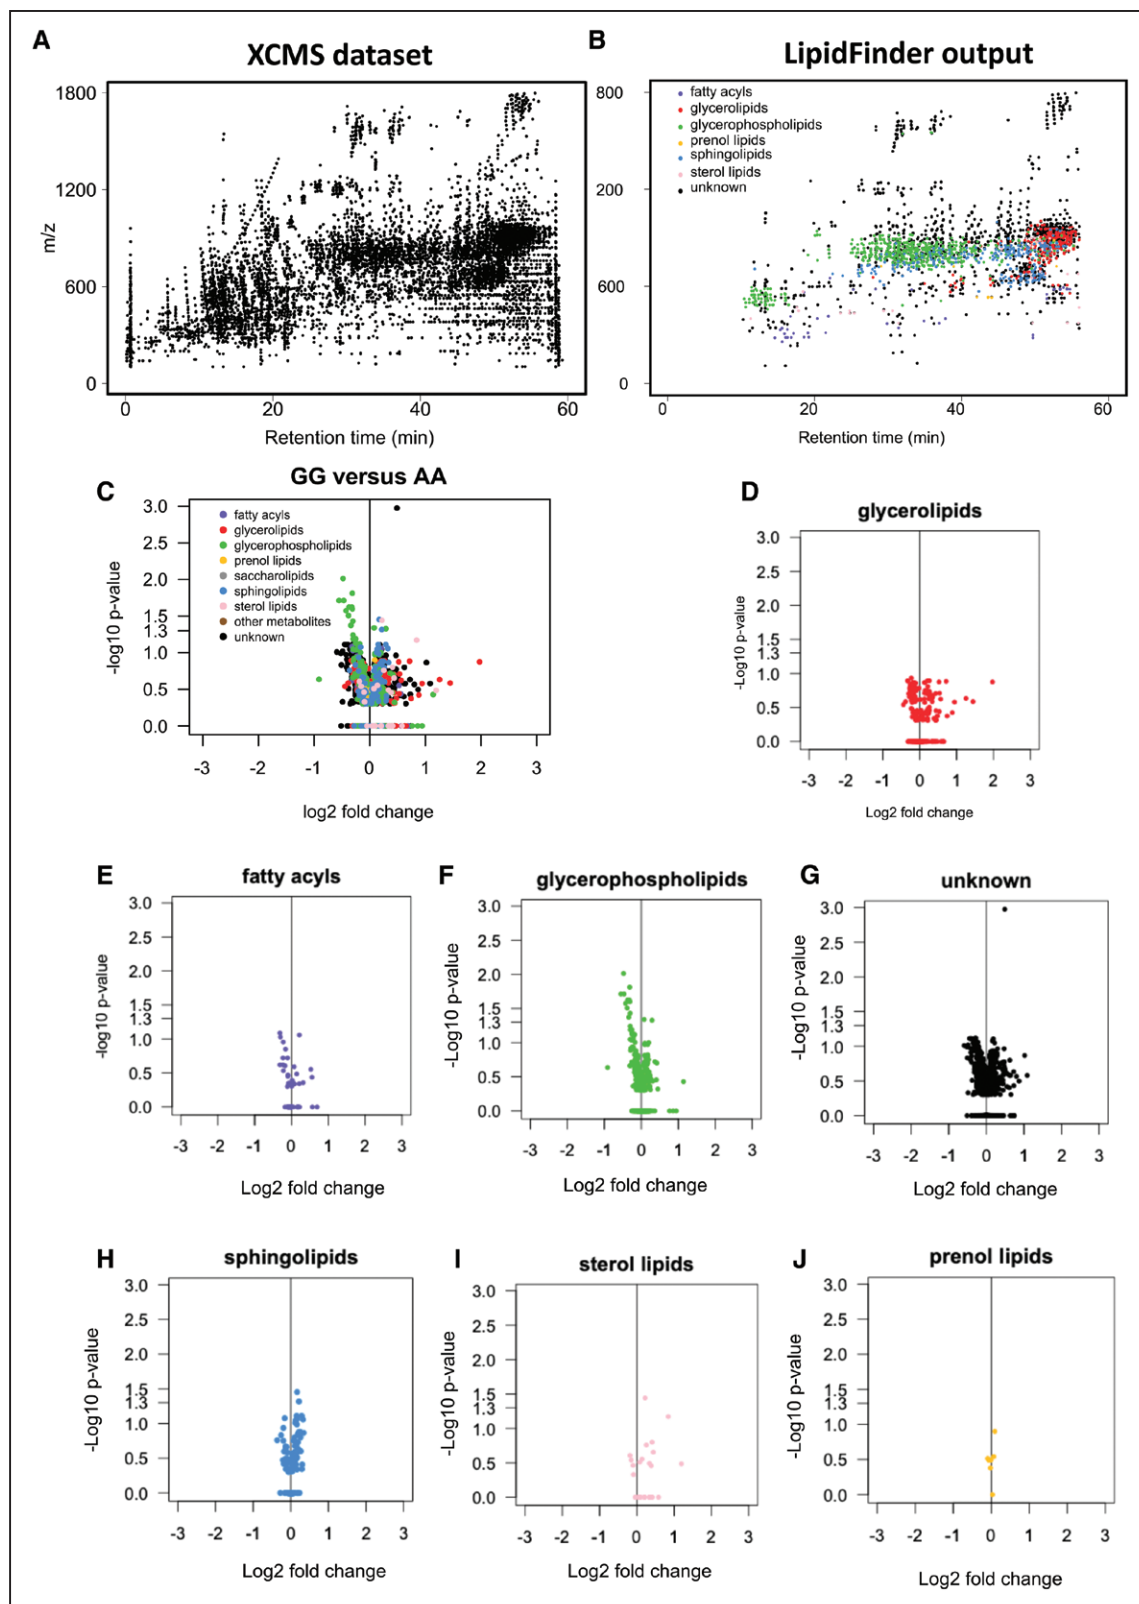 A
XCMS dataset
B
LipidFinder output
1800
1200
600
0
m/z
0
20
40
60
Retention time (min)
800
200
600
0
fatty acyls
glycerolipids
glycerophospholipids
prenol lipids
sphingolipids
sterol lipids
unknown
0
20
40
60
Retention time (min)
C
GG versus AA
3.0
2.5
2.0
1.5
1.3
1.0
0.5
0.0
-log10 p-value
fatty acyls
glycerolipids
glycerophospholipids
prenol lipids
saccharolipids
sphingolipids
sterol lipids
other metabolites
unknown
-3 -2 -1 0 1 2 3
log2 fold change
D
glycerolipids
3.0
2.5
2.0
1.5
1.3
1.0
0.5
0.0
-Log10 p-value
-3 -2 -1 0 1 2 3
Log2 fold change
E
fatty acyls
3.0
2.5
2.0
1.5
1.3
1.0
0.5
0.0
-log10 p-value
-3 -2 -1 0 1 2 3
Log2 fold change
F
glycerophospholipids
3.0
2.5
2.0
1.5
1.3
1.0
0.5
0.0
-Log10 p-value
-3 -2 -1 0 1 2 3
Log2 fold change
G
unknown
3.0
2.5
2.0
1.5
1.3
1.0
0.5
0.0
-Log10 p-value
-3 -2 -1 0 1 2 3
Log2 fold change
H
sphingolipids
3.0
2.5
2.0
1.5
1.3
1.0
0.5
0.0
-Log10 p-value
-3 -2 -1 0 1 2 3
Log2 fold change
I
sterol lipids
3.0
2.5
2.0
1.5
1.3
1.0
0.5
0.0
-Log10 p-value
-3 -2 -1 0 1 2 3
Log2 fold change
J
prenol lipids
3.0
2.5
2.0
1.5
1.3
1.0
0.5
0.0
-Log10 p-value
-3 -2 -1 0 1 2 3
Log2 fold change